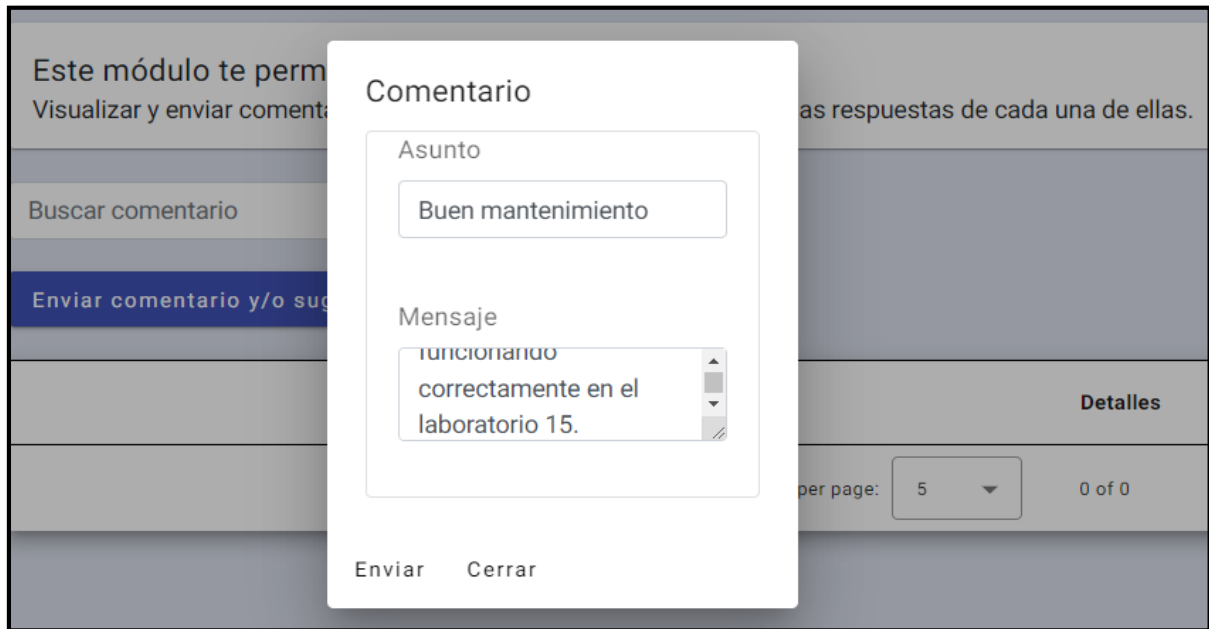 Este módulo te perm
Visualizar y enviar coment
as respuestas de cada una de ellas.
Buscar comentario
Enviar comentario y/o sug
Detalles
per page:
5
0 of 0
Comentario
Asunto
Buen mantenimiento
Mensaje
funcionando
correctamente en el
laboratorio 15.
Enviar
Cerrar